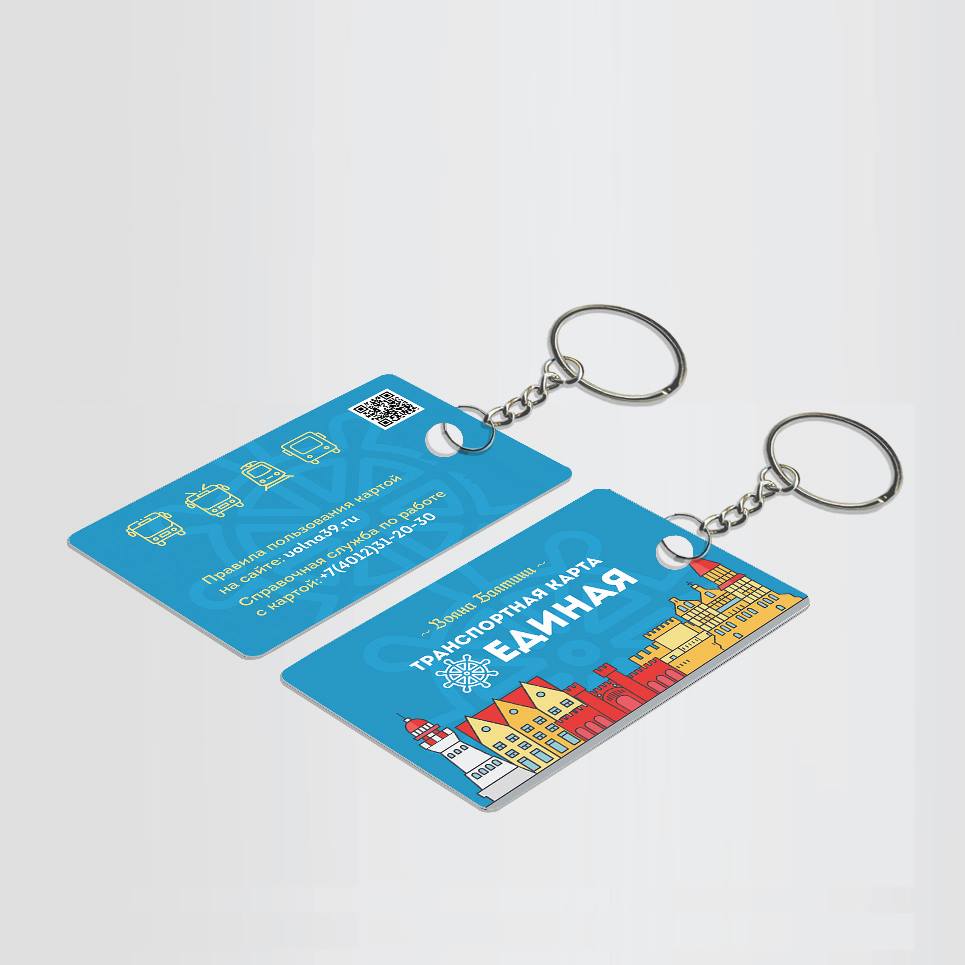 Правила пользования картой
на сайте: volna39.ru
Справочная служба по работе
с картой:+7(4012)31-20-30
~ Волна Балтики ~
ТРАНСПОРТНАЯ КАРТА
ЕДИНАЯ